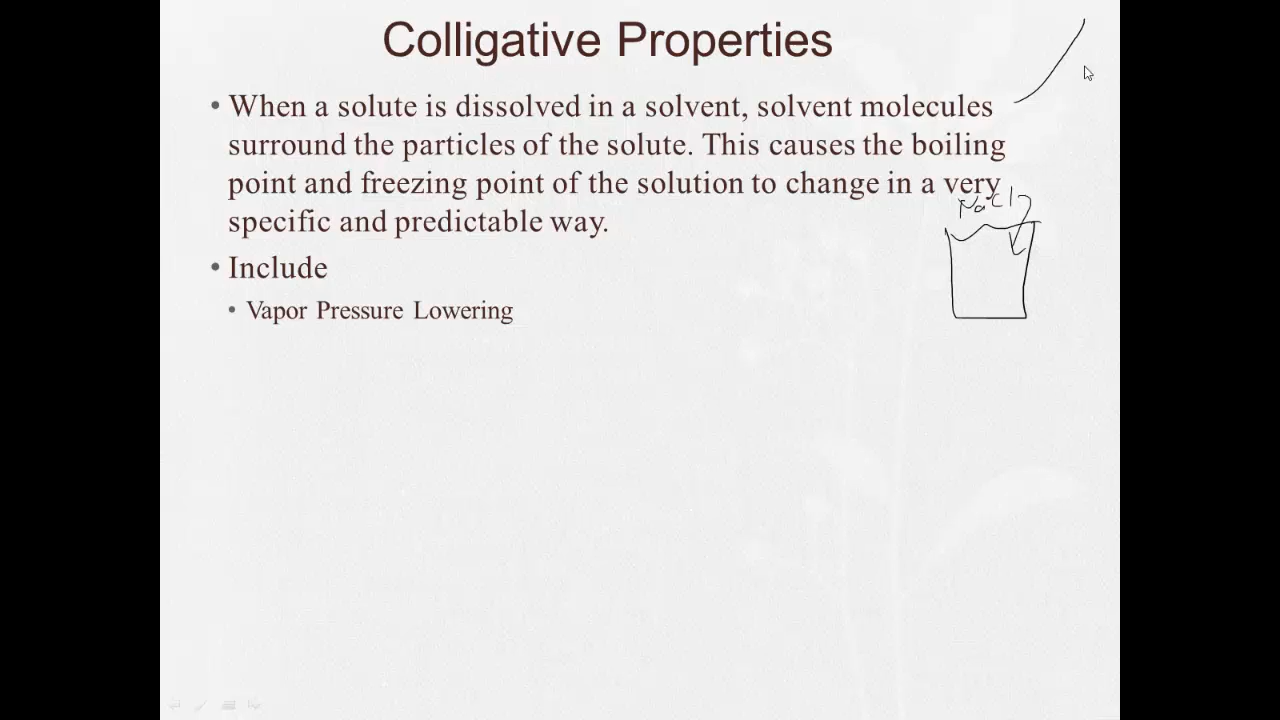 Colligative Properties
• When a solute is dissolved in a solvent, solvent molecules
surround the particles of the solute. This causes the boiling
point and freezing point of the solution to change in a very
specific and predictable way.
NaCl
• Include
• Vapor Pressure Lowering